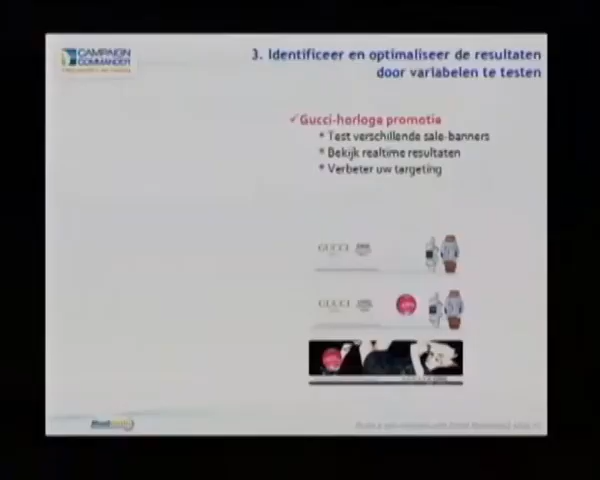 CAMPAIGN
COMMANDER
3. Identificeer en optimaliseer de resultaten
door variabelen te testen
✓Gucci-horloge promotie
* Test verschillende sale-banners
* Bekijk realtime resultaten
* Verbeter uw targeting
GUCCI
GUCCI